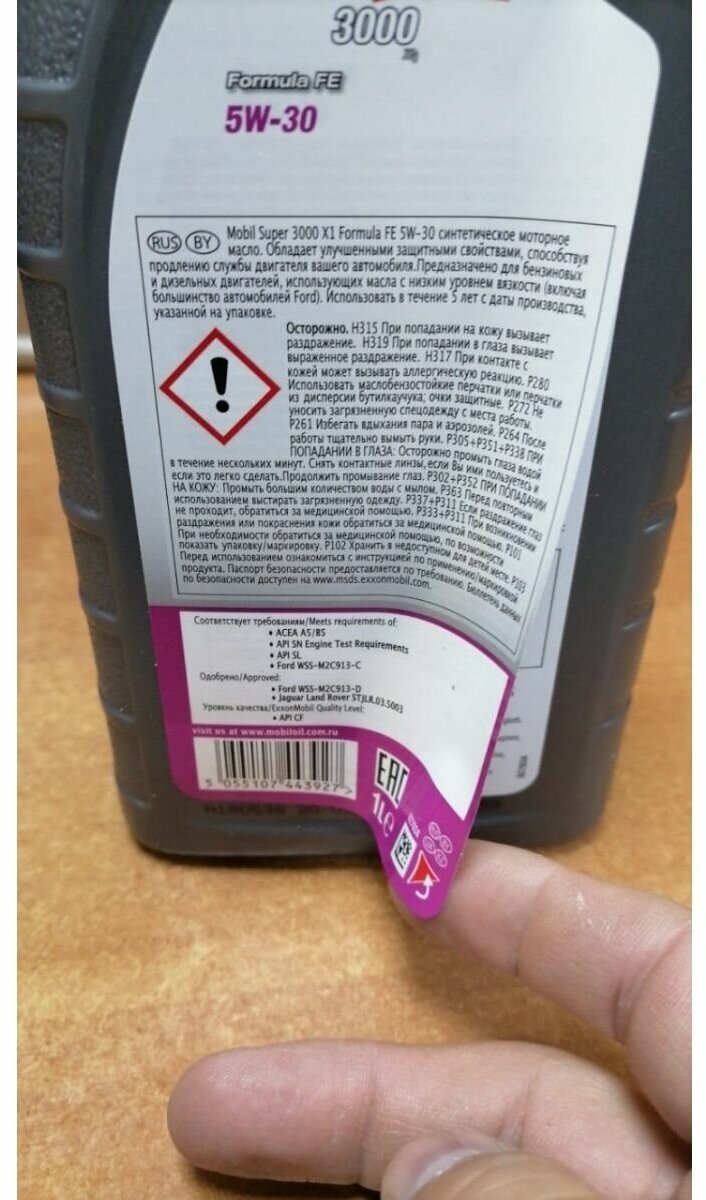 3000
X1
Formula FE
5W-30
RUS BY Mobil Super 3000 X1 Formula FE 5W-30 синтетическое моторное
масло. Обладает улучшенными защитными свойствами, способствуя
продлению службы двигателя вашего автомобиля.Предназначено для бензиновых
и дизельных двигателей, использующих масла с низким уровнем вязкости (включая
большинство автомобилей Ford). Использовать в течение 5 лет с даты производства,
указанной на упаковке.
Осторожно. H315 При попадании на кожу вызывает
раздражение. H319 При попадании в глаза вызывает
выраженное раздражение. H317 При контакте с
кожей может вызывать аллергическую реакцию. P280
Использовать маслобензостойкие перчатки или перчатки
из дисперсии бутилкаучука; очки защитные. P272 Не
уносить загрязненную спецодежду с места работы.
P261 Избегать вдыхания пара и аэрозолей. P264 После
работы тщательно вымыть руки. P305+P351+P338 ПРИ
ПОПАДАНИИ В ГЛАЗА: Осторожно промыть глаза водой
в течение нескольких минут. Снять контактные линзы, если Вы ими пользуетесь и
если это легко сделать.Продолжить промывание глаз. P302+P352 ПРИ ПОПАДАНИИ
НА КОЖУ: Промыть большим количеством воды с мылом. P363 Перед повторным
использованием выстирать загрязненную одежду. P337+P311 Если раздражение глаз
не проходит, обратиться за медицинской помощью. P333+P311 При возникновении
раздражения или покраснения кожи обратиться за медицинской помощью. P101
При необходимости обратиться за медицинской помощью, по возможности
показать упаковку/маркировку. P102 Хранить в недоступном для детей месте. P103
Перед использованием ознакомиться с инструкцией по применению/маркировкой
продукта. Паспорт безопасности предоставляется по требованию. Бюллетень данных
по безопасности доступен на www.msds.exxonmobil.com.
Соответствует требованиям/Meets requirements of:
• ACEA A5/B5
• API SN Engine Test Requirements
• API SL
• Ford WSS-M2C913-C
Одобрено/Approved:
• Ford WSS-M2C913-D
• Jaguar Land Rover STJLR.03.5003
Уровень качества/ExxonMobil Quality Level:
• API CF
visit us at www.mobiloil.com.ru
5 055107 443927 >
EAC
1L e